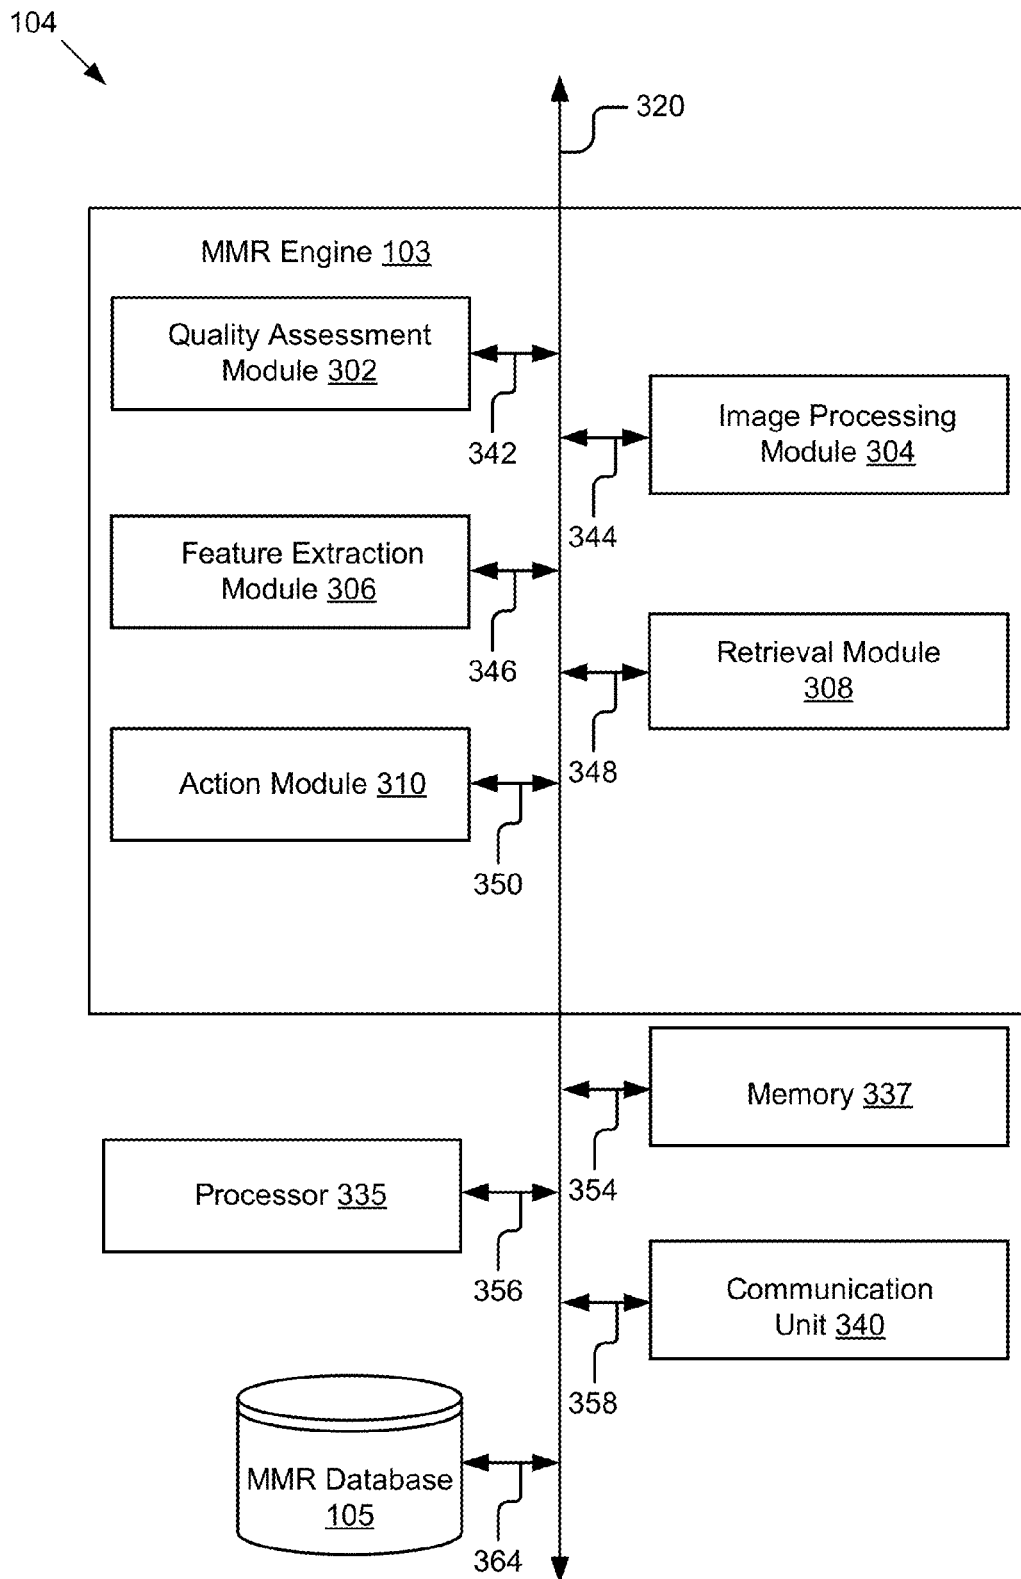 104
320
MMR Engine 103
Quality Assessment
Module 302
342
Image Processing
Module 304
344
Feature Extraction
Module 306
346
Retrieval Module
308
348
Action Module 310
350
Memory 337
354
Processor 335
356
Communication
Unit 340
358
MMR Database
105
364